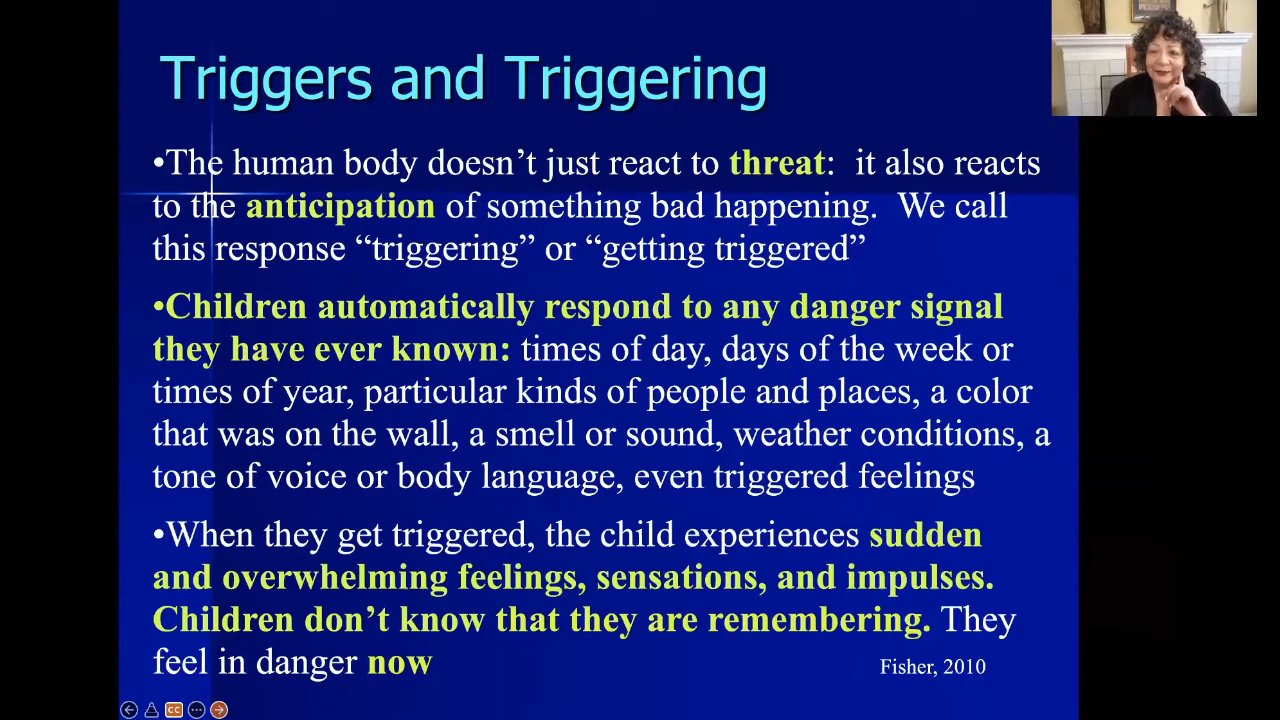 Triggers and Triggering
•The human body doesn’t just react to threat:  it also reacts
to the anticipation of something bad happening.  We call
this response “triggering” or “getting triggered”
•Children automatically respond to any danger signal
they have ever known: times of day, days of the week or
times of year, particular kinds of people and places, a color
that was on the wall, a smell or sound, weather conditions, a
tone of voice or body language, even triggered feelings
•When they get triggered, the child experiences sudden
and overwhelming feelings, sensations, and impulses.
Children don’t know that they are remembering. They
feel in danger now
Fisher, 2010
CC